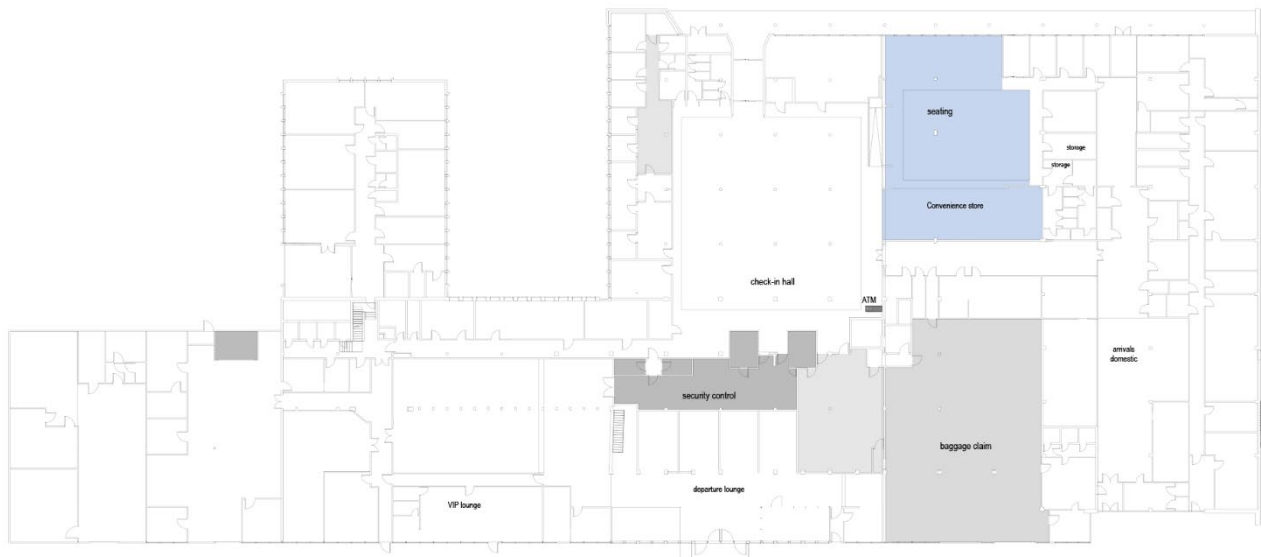 seating
storage
storage
Convenience store
check-in hall
ATM
arrivals
domestic
security control
baggage claim
departure lounge
VIP lounge